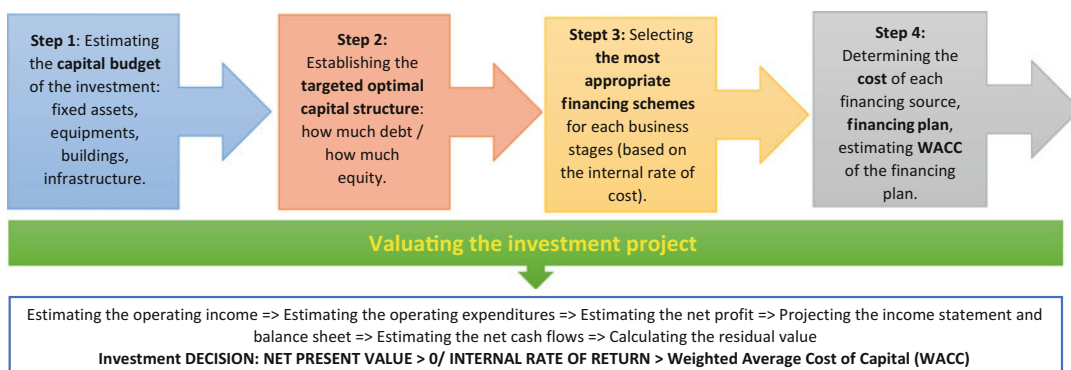 Step 1: Estimating
the capital budget
of the investment:
fixed assets,
equipments,
buildings,
infrastructure.
Step 2:
Establishing the
targeted optimal
capital structure:
how much debt /
how much
equity.
Stept 3: Selecting
the most
appropriate
financing schemes
for each business
stages (based on
the internal rate of
cost).
Step 4:
Determining the
cost of each
financing source,
financing plan,
estimating WACC
of the financing
plan.
Valuating the investment project
Estimating the operating income => Estimating the operating expenditures => Estimating the net profit => Projecting the income statement and
balance sheet => Estimating the net cash flows => Calculating the residual value
Investment DECISION: NET PRESENT VALUE > 0/ INTERNAL RATE OF RETURN > Weighted Average Cost of Capital (WACC)